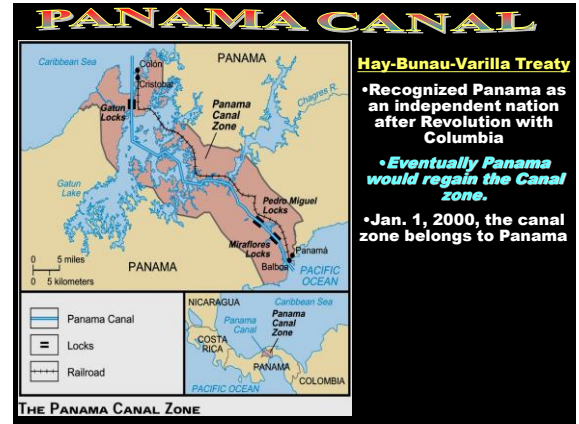 PANAMA CANAL
Caribbean Sea
PANAMA
Colón
Cristobal
Gatun
Locks
Panama
Canal
Zone
Chagres R.
Gatun
Lake
Pedro Miguel
Locks
Miraflores
Locks
Panamá
Balboa
PACIFIC
OCEAN
PANAMA
0 5 miles
0 5 kilometers
Panama Canal
Locks
Railroad
NICARAGUA
Caribbean Sea
Panama
Canal
Panama
Canal
Zone
COSTA
RICA
PANAMA
COLOMBIA
PACIFIC OCEAN
THE PANAMA CANAL ZONE
Hay-Bunau-Varilla Treaty
•Recognized Panama as
an independent nation
after Revolution with
Columbia
•Eventually Panama
would regain the Canal
zone.
•Jan. 1, 2000, the canal
zone belongs to Panama